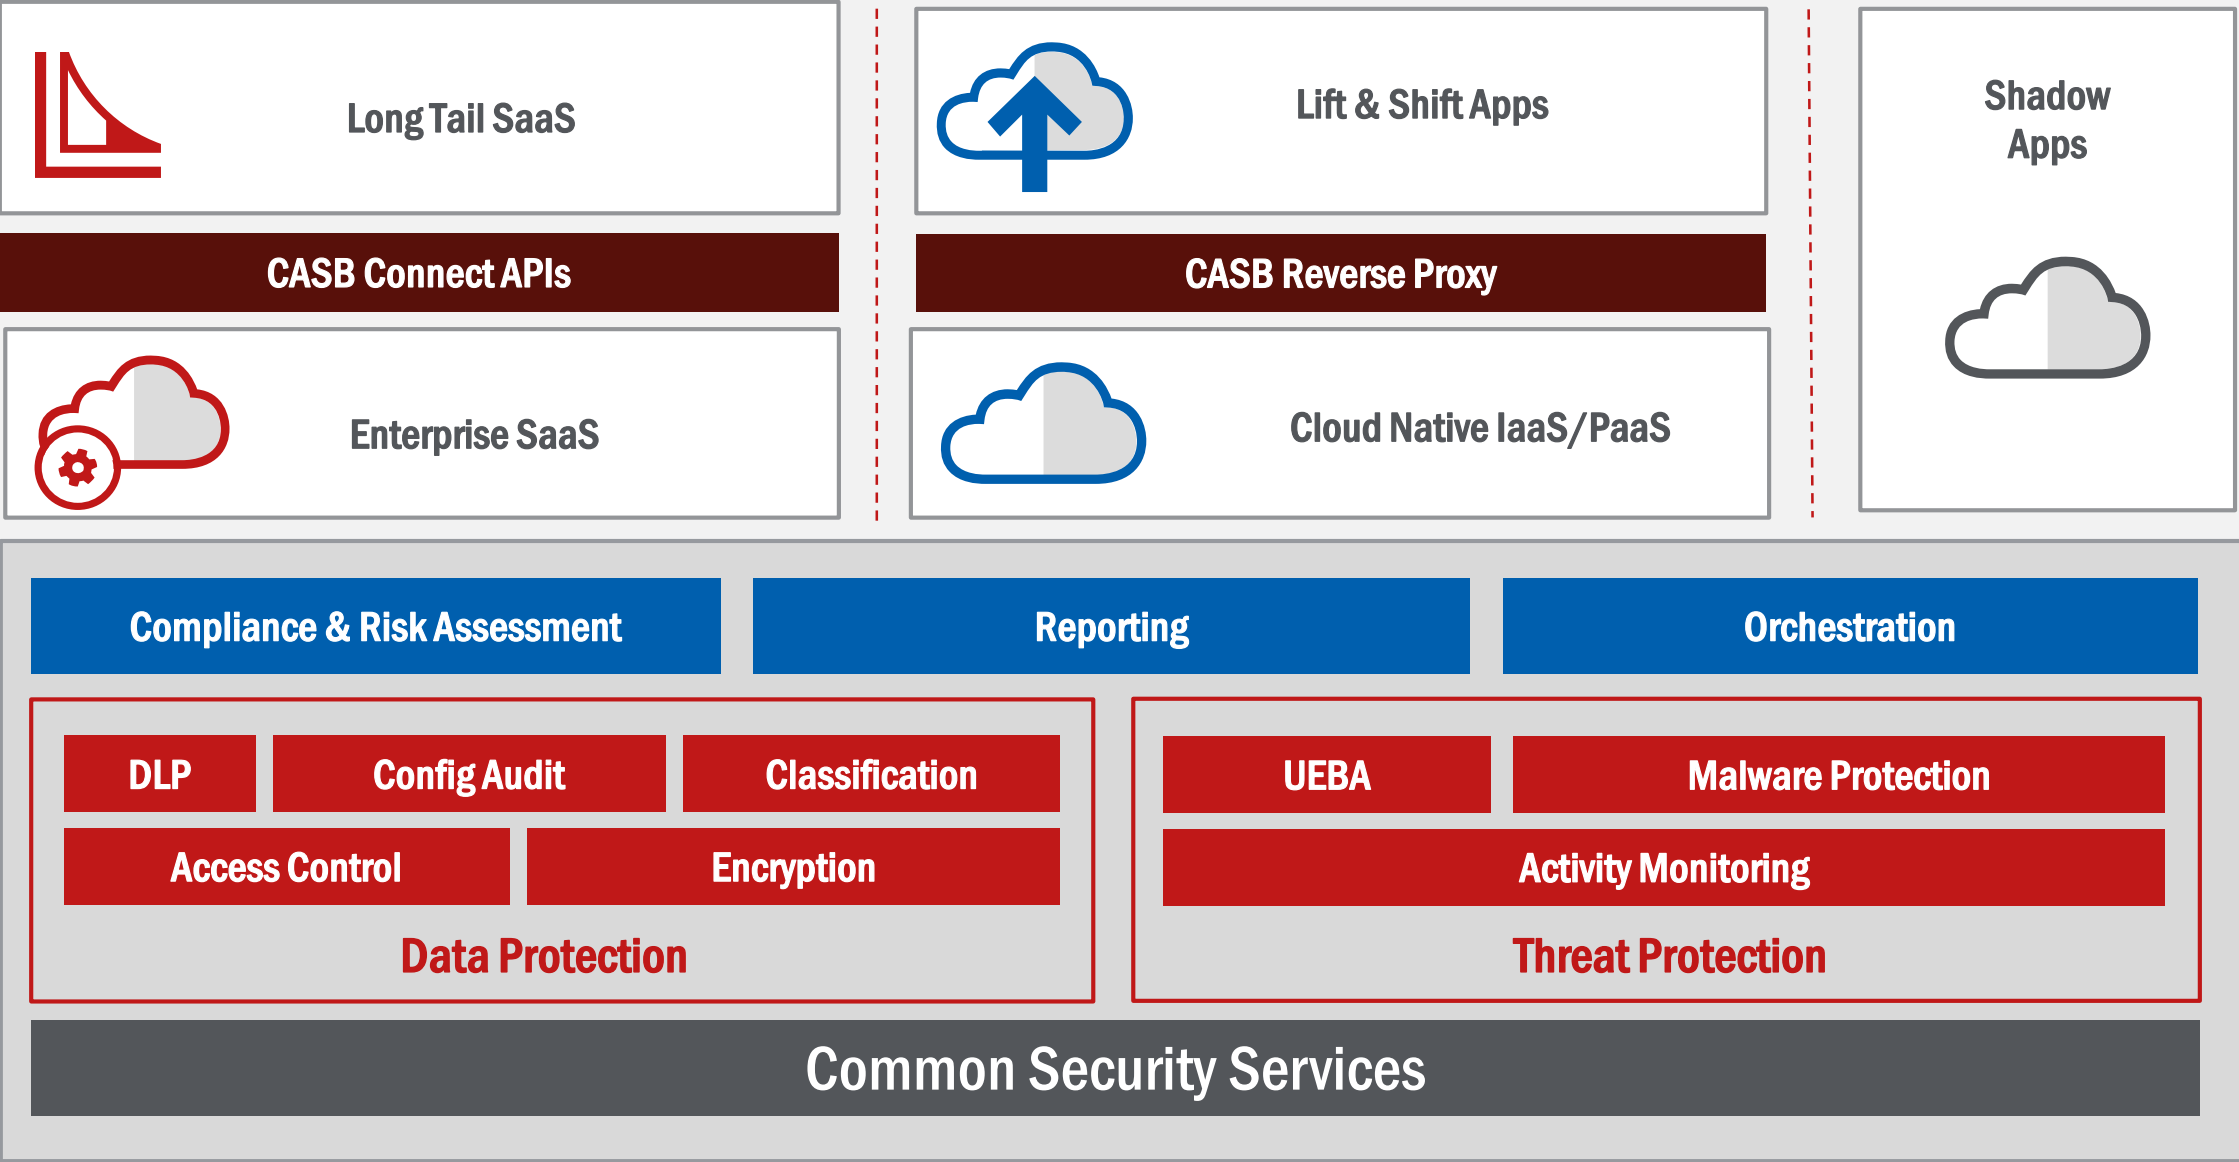 Long Tail SaaS
CASB Connect APIs
Enterprise SaaS
Lift & Shift Apps
CASB Reverse Proxy
Cloud Native IaaS/PaaS
Shadow
Apps
Compliance & Risk Assessment
Reporting
Orchestration
DLP
Config Audit
Classification
Access Control
Encryption
Data Protection
UEBA
Malware Protection
Activity Monitoring
Threat Protection
Common Security Services